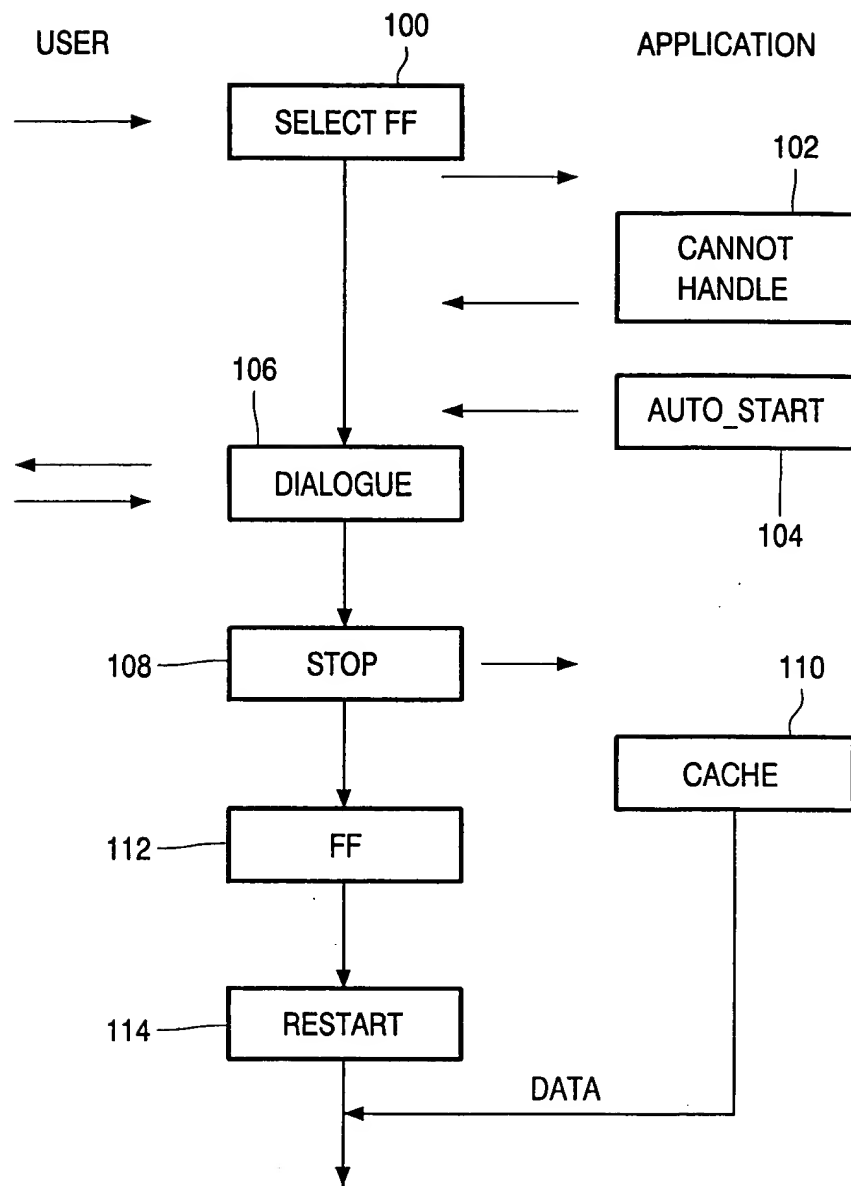 100
USER
APPLICATION
SELECT FF
102
CANNOT
HANDLE
106
AUTO_START
DIALOGUE
104
108
STOP
110
CACHE
112
FF
114
RESTART
DATA